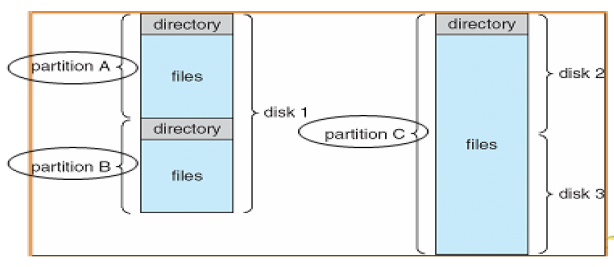 directory
partition A
files
directory
disk 1
partition B
files
directory
disk 2
partition C
files
disk 3